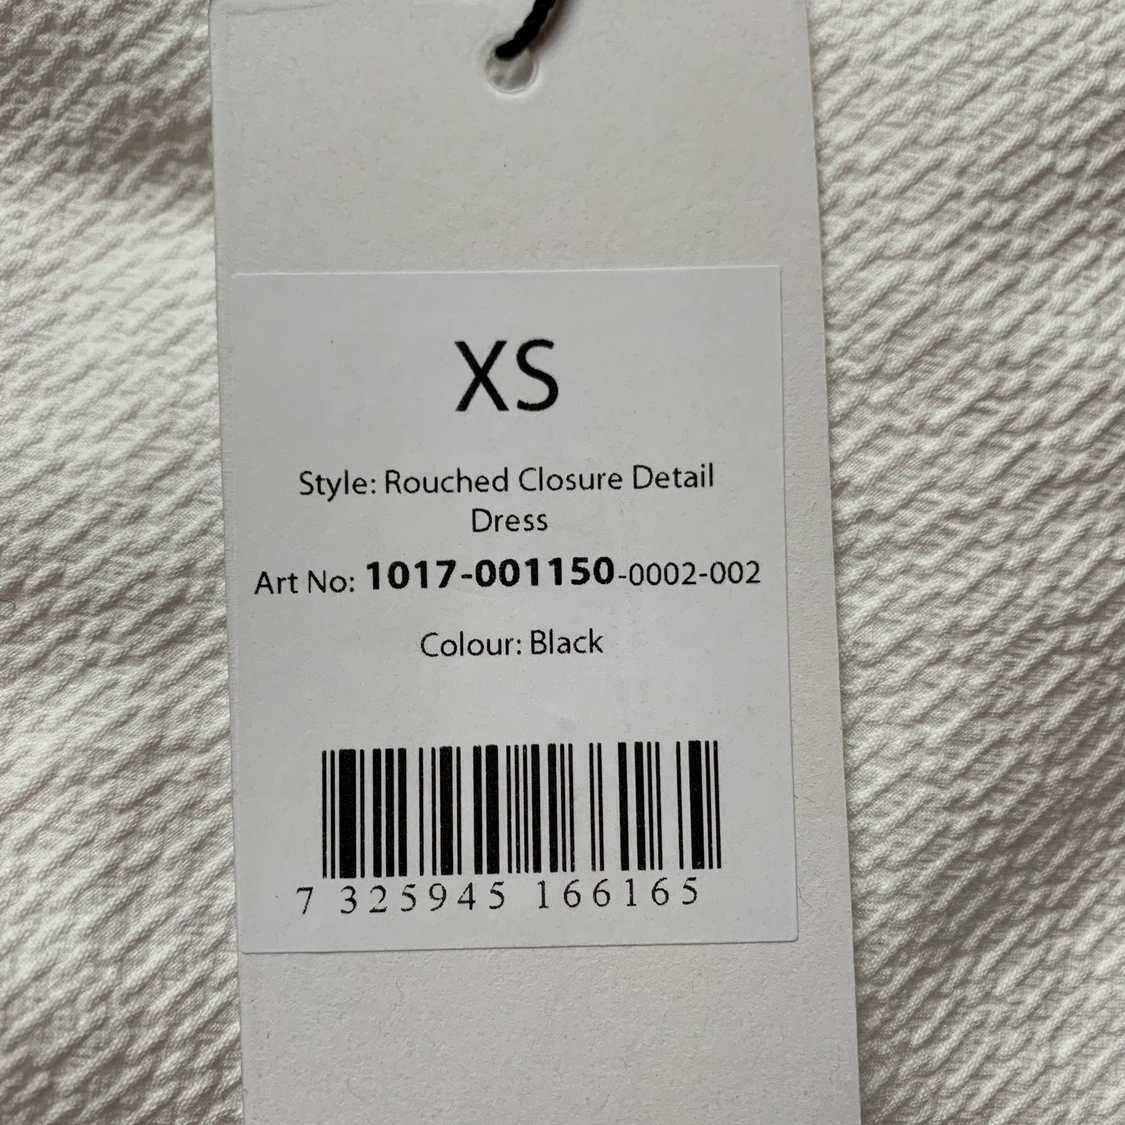 XS
Style: Rouched Closure Detail
Dress
Art No: 1017-001150-0002-002
Colour: Black
7 325945 166165